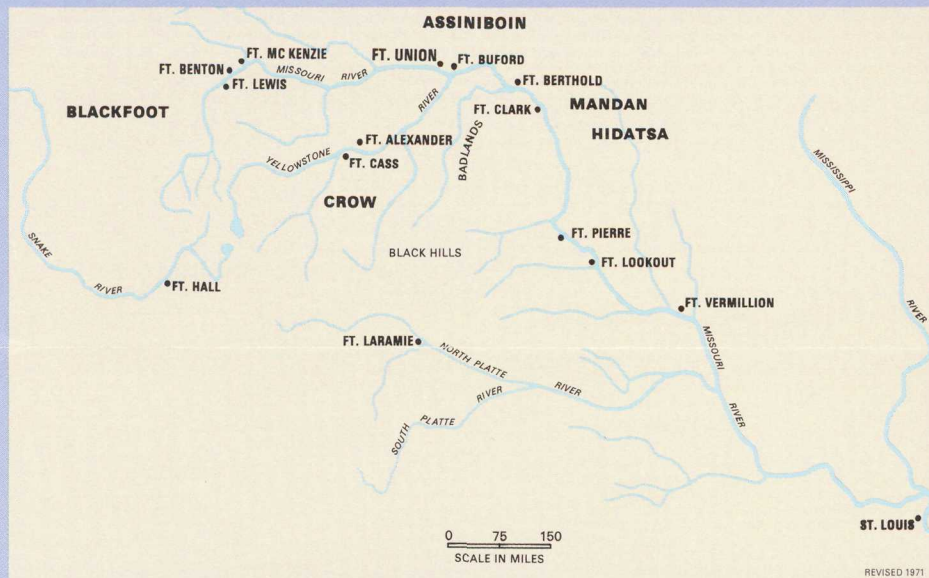 ASSINIBOIN
FT. MC KENZIE
FT. UNION
FT. BUFORD
FT. BENTON
MISSOURI
RIVER
FT. BERTHOLD
FT. LEWIS
RIVER
MANDAN
BLACKFOOT
FT. CLARK
HIDATSA
FT. ALEXANDER
BADLANDS
MISSISSIPPI
YELLOWSTONE
FT. CASS
CROW
SNAKE
FT. PIERRE
BLACK HILLS
FT. LOOKOUT
RIVER
FT. HALL
RIVER
FT. VERMILLION
FT. LARAMIE
NORTH PLATTE
MISSOURI
RIVER
RIVER
SOUTH
PLATTE
RIVER
ST. LOUIS
0 75 150
SCALE IN MILES
REVISED 1971